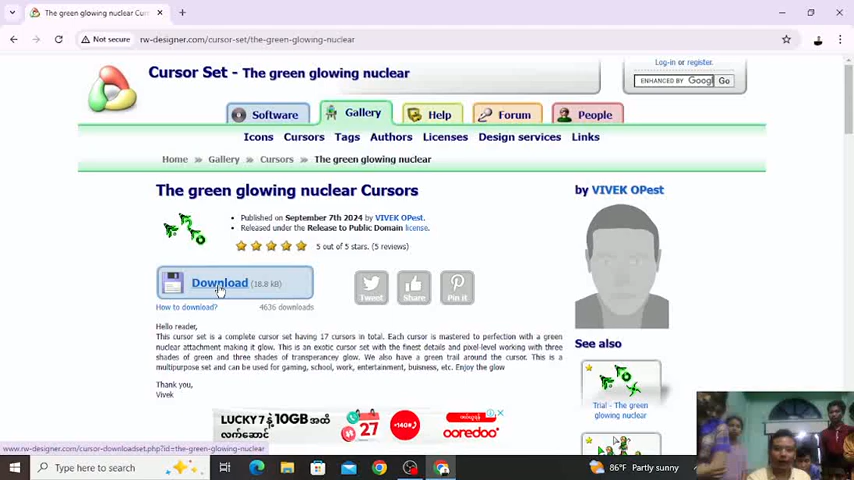 The green glowing nuclear Curs
Not secure
rw-designer.com/cursor-set/the-green-glowing-nuclear
Log-in or register.
Cursor Set - The green glowing nuclear
ENHANCED BY Google
Go
Software
Gallery
Help
Forum
People
Icons Cursors Tags Authors Licenses Design services Links
Home » Gallery » Cursors » The green glowing nuclear
The green glowing nuclear Cursors
by VIVEK OPest
• Published on September 7th 2024 by VIVEK OPest.
• Released under the Release to Public Domain license.
5 out of 5 stars. (5 reviews)
Download (18.8 kB)
Tweet
Share
Pin it
How to download?
4636 downloads
Hello reader,
This cursor set is a complete cursor set having 17 cursors in total. Each cursor is mastered to perfection with a green
nuclear attachment making it glow. This is an exotic cursor set with the finest details and pixel-level working with three
shades of green and three shades of transperancey glow. We also have a green trail around the cursor. This is a
multipurpose set and can be used for gaming, school, work, entertainment, buisness, etc. Enjoy the glow
Thank you,
Vivek
See also
Trial - The green
glowing nuclear
LUCKY 7 နဲ့ 10GB အထိ
လက်ဆောင်
27
*140#
ooredoo
www.rw-designer.com/cursor-downloadset.php?id=the-green-glowing-nuclear
Type here to search
86°F Partly sunny